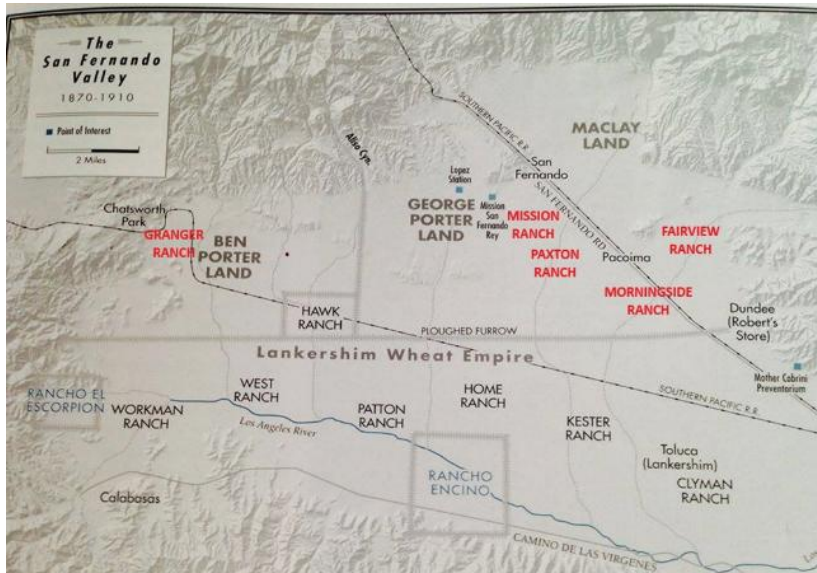 The
San Fernando
Valley
1870-1910
Point of Interest
2 Miles
Aliso Cyn.
SOUTHERN PACIFIC R.R.
MACLAY
LAND
San
Fernando
SAN FERNANDO RD
Lopez
Station
Mission
San
Fernando
Rey
GEORGE
PORTER
LAND
MISSION
RANCH
PAXTON
RANCH
FAIRVIEW
RANCH
Pacoima
MORNINGSIDE
RANCH
Chatsworth
Park
GRANGER
RANCH
BEN
PORTER
LAND
HAWK
RANCH
PLOUGHED FURROW
Dundee
(Robert's
Store)
Mother Cabrini
Preventorium
Lankershim Wheat Empire
SOUTHERN PACIFIC R.R.
RANCHO EL
ESCORPION
WORKMAN
RANCH
WEST
RANCH
Los Angeles River
PATTON
RANCH
HOME
RANCH
KESTER
RANCH
Toluca
(Lankershim)
CLYMAN
RANCH
RANCHO
ENCINO
Calabasas
CAMINO DE LAS VIRGENES